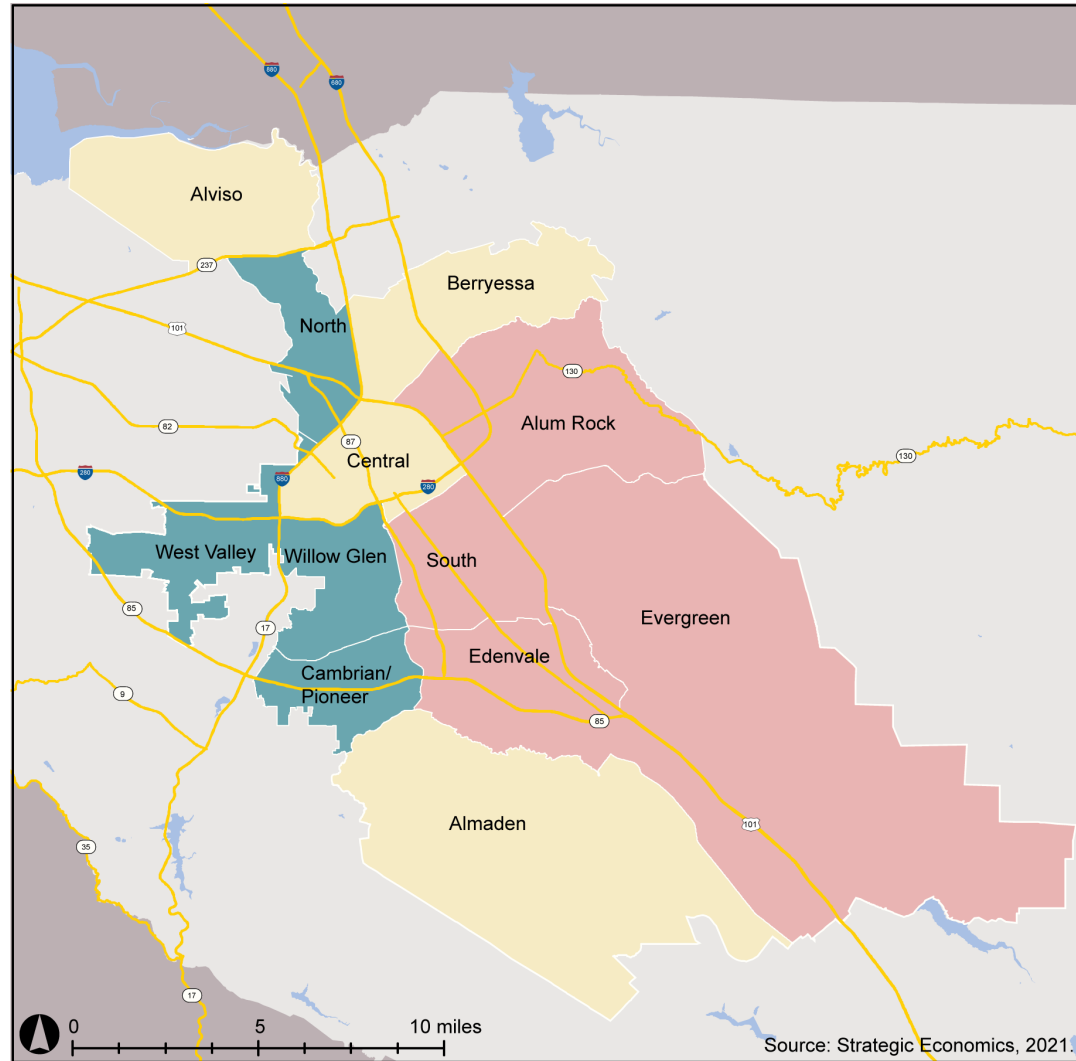 880
680
Alviso
237
Berryessa
101
North
130
82
Alum Rock
87
Central
130
280
880
280
West Valley
Willow Glen
South
85
Evergreen
17
Edenvale
Cambrian/
Pioneer
9
85
Almaden
101
35
17
0
5
10 miles
Source: Strategic Economics, 2021.